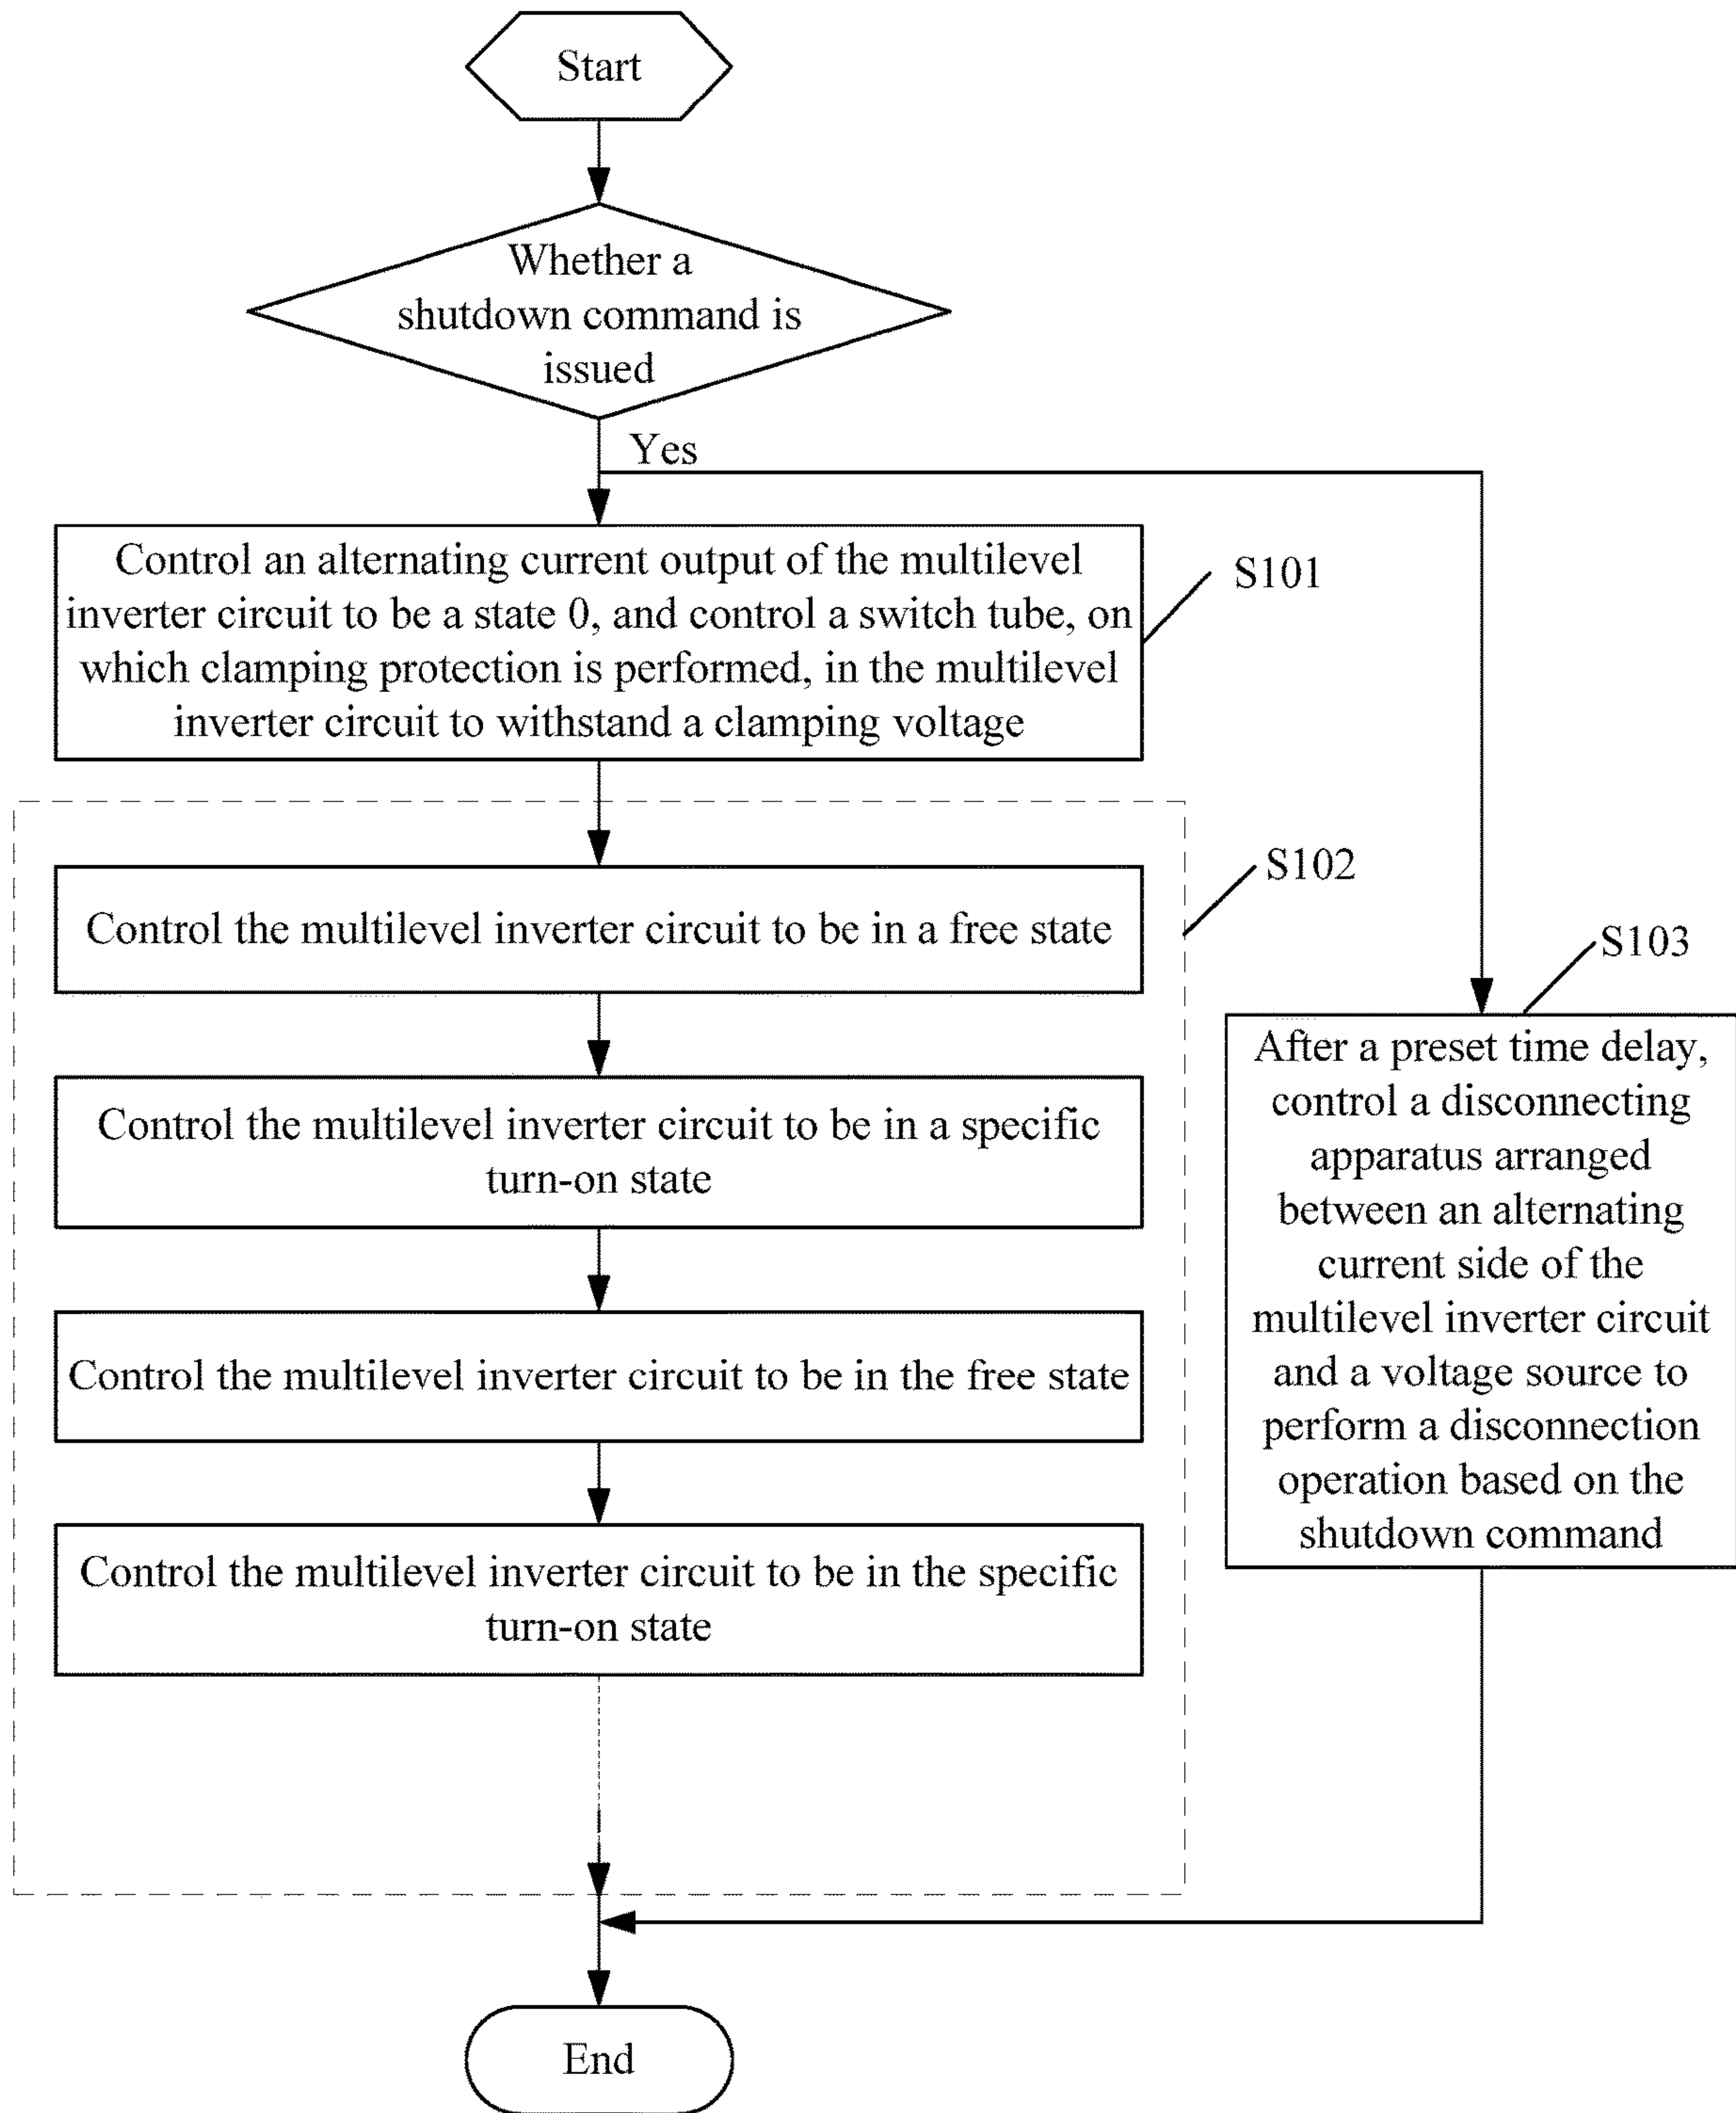 Start
Whether a
shutdown command is
issued
Yes
Control an alternating current output of the multilevel
inverter circuit to be a state 0, and control a switch tube, on
which clamping protection is performed, in the multilevel
inverter circuit to withstand a clamping voltage
S101
Control the multilevel inverter circuit to be in a free state
S102
Control the multilevel inverter circuit to be in a specific
turn-on state
Control the multilevel inverter circuit to be in the free state
Control the multilevel inverter circuit to be in the specific
turn-on state
S103
After a preset time delay,
control a disconnecting
apparatus arranged
between an alternating
current side of the
multilevel inverter circuit
and a voltage source to
perform a disconnection
operation based on the
shutdown command
End